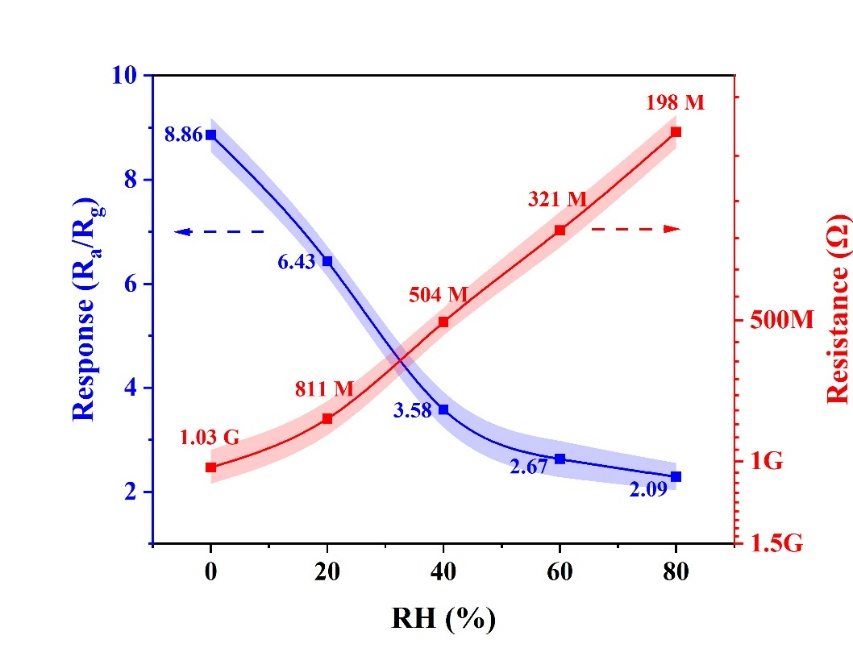 10
8
6
4
2
Response (Ra/Rg)
8.86
6.43
3.58
2.67
2.09
1.03 G
811 M
504 M
321 M
198 M
500M
1G
1.5G
Resistance (Ω)
0 20 40 60 80
RH (%)